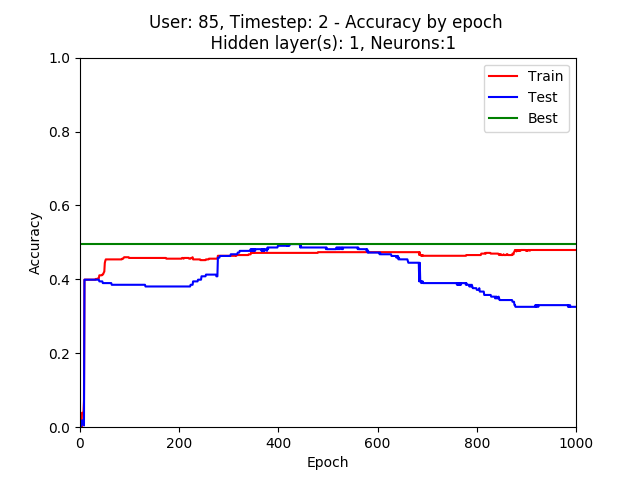 User: 85, Timestep: 2 - Accuracy by epoch
Hidden layer(s): 1, Neurons:1
1.0
0.8
0.6
0.4
0.2
0.0
Accuracy
Train
Test
Best
0
200
400
600
800
1000
Epoch